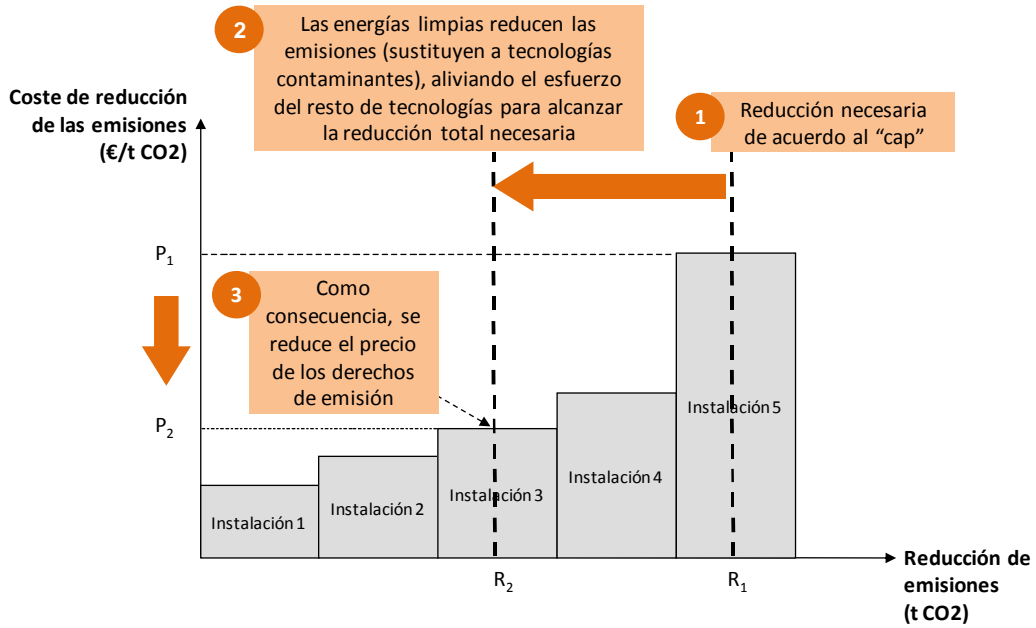 2
Las energías limpias reducen las
emisiones (sustituyen a tecnologías
contaminantes), aliviando el esfuerzo
del resto de tecnologías para alcanzar
la reducción total necesaria
1
Reducción necesaria
de acuerdo al “cap”
Coste de reducción
de las emisiones
(€/t CO2)
P1
3
Como
consecuencia, se
reduce el precio
de los derechos
de emisión
P2
Instalación 1
Instalación 2
Instalación 3
Instalación 4
Instalación 5
R2
R1
Reducción de
emisiones
(t CO2)